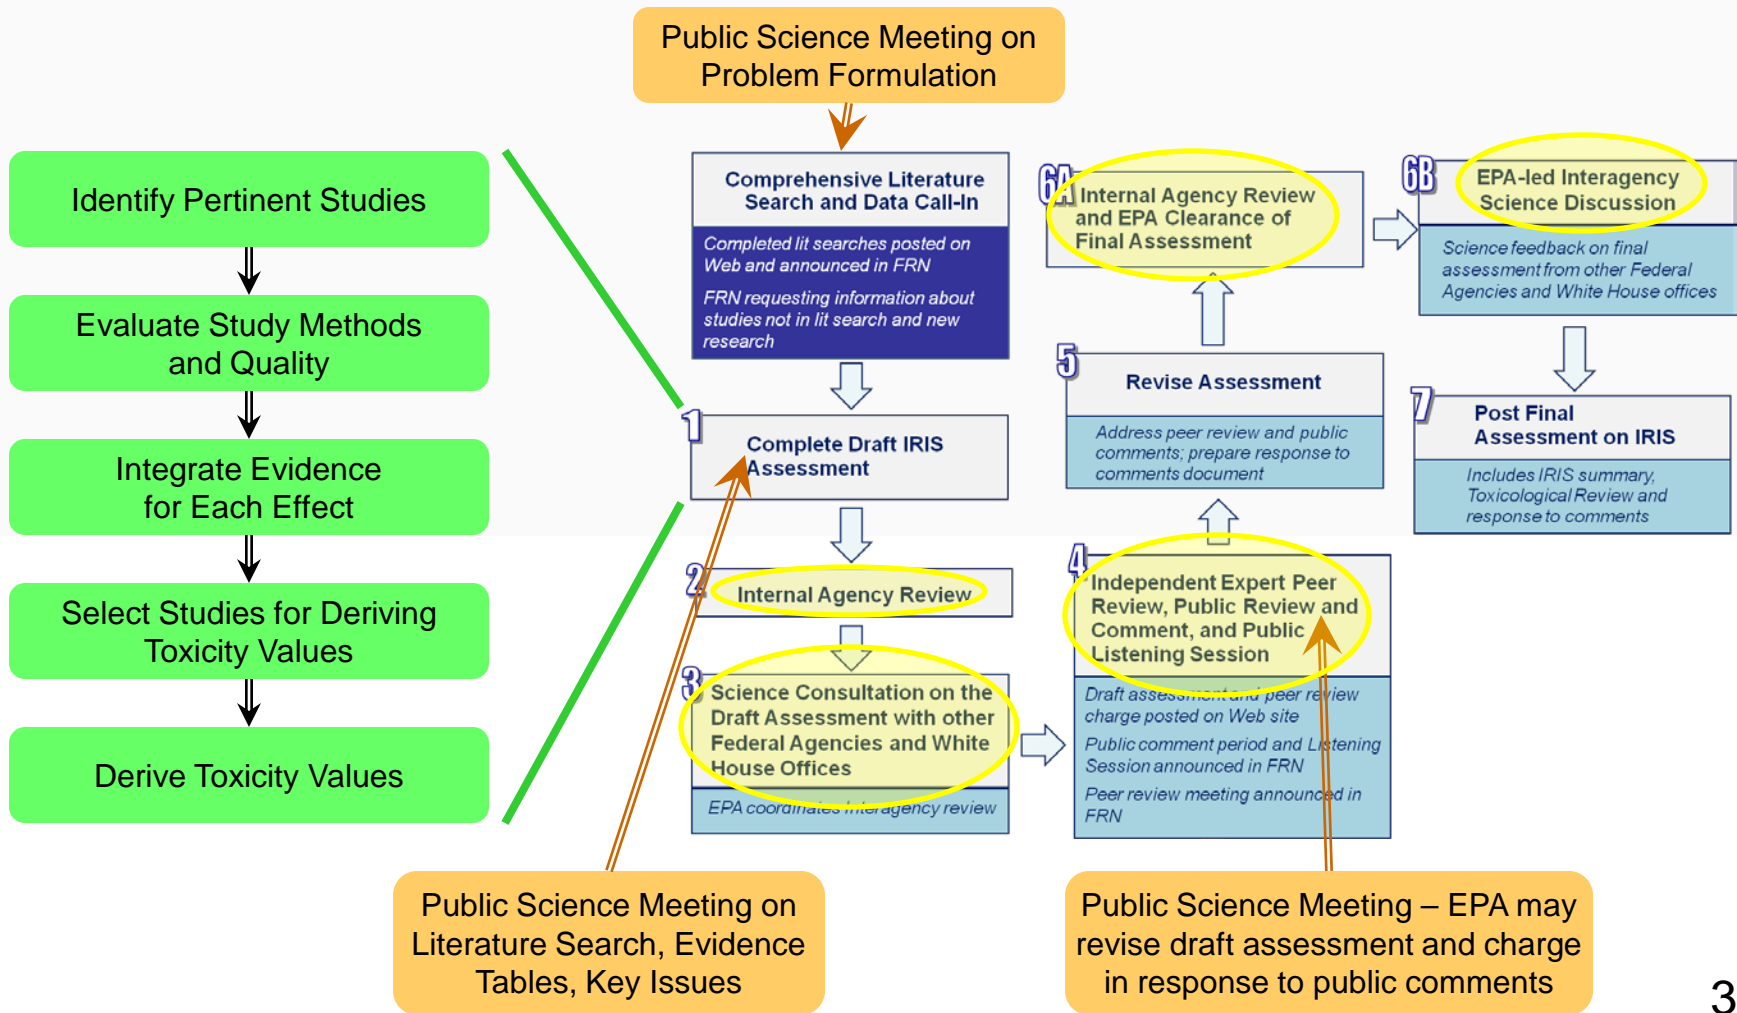 Public Science Meeting on
Problem Formulation
Identify Pertinent Studies
Evaluate Study Methods
and Quality
Integrate Evidence
for Each Effect
Select Studies for Deriving
Toxicity Values
Derive Toxicity Values
Comprehensive Literature
Search and Data Call-In
Completed lit searches posted on
Web and announced in FRN
FRN requesting information about
studies not in lit search and new
research
1
Complete Draft IRIS
Assessment
2
Internal Agency Review
3
Science Consultation on the
Draft Assessment with other
Federal Agencies and White
House Offices
EPA coordinates Interagency review
4
Independent Expert Peer
Review, Public Review and
Comment, and Public
Listening Session
Draft assessment and peer review
charge posted on Web site
Public comment period and Listening
Session announced in FRN
Peer review meeting announced in
FRN
5
Revise Assessment
Address peer review and public
comments; prepare response to
comments document
6A
Internal Agency Review
and EPA Clearance of
Final Assessment
6B
EPA-led Interagency
Science Discussion
Science feedback on final
assessment from other Federal
Agencies and White House offices
7
Post Final
Assessment on IRIS
Includes IRIS summary,
Toxicological Review and
response to comments
Public Science Meeting on
Literature Search, Evidence
Tables, Key Issues
Public Science Meeting – EPA may
revise draft assessment and charge
in response to public comments
3